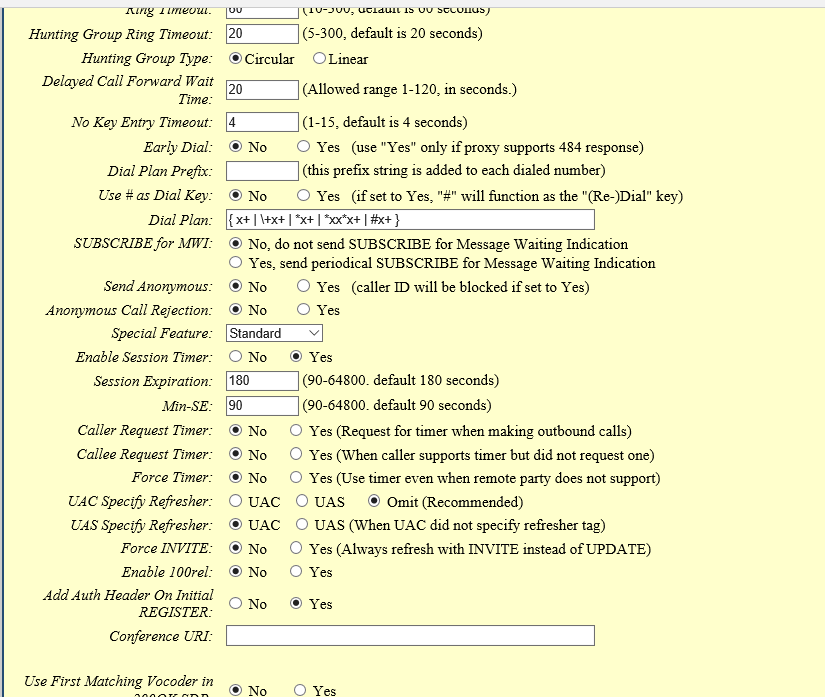 Ring Timeout: 60 (10-300, default is 60 seconds)
Hunting Group Ring Timeout: 20 (5-300, default is 20 seconds)
Hunting Group Type: Circular Linear
Delayed Call Forward Wait
Time: 20 (Allowed range 1-120, in seconds.)
No Key Entry Timeout: 4 (1-15, default is 4 seconds)
Early Dial: No Yes (use "Yes" only if proxy supports 484 response)
Dial Plan Prefix: (this prefix string is added to each dialed number)
Use # as Dial Key: No Yes (if set to Yes, "#" will function as the "(Re-)Dial" key)
Dial Plan: { x+ | \+x+ | *x+ | *xx*x+ | #x+ }
SUBSCRIBE for MWI: No, do not send SUBSCRIBE for Message Waiting Indication
Yes, send periodical SUBSCRIBE for Message Waiting Indication
Send Anonymous: No Yes (caller ID will be blocked if set to Yes)
Anonymous Call Rejection: No Yes
Special Feature: Standard
Enable Session Timer: No Yes
Session Expiration: 180 (90-64800. default 180 seconds)
Min-SE: 90 (90-64800. default 90 seconds)
Caller Request Timer: No Yes (Request for timer when making outbound calls)
Callee Request Timer: No Yes (When caller supports timer but did not request one)
Force Timer: No Yes (Use timer even when remote party does not support)
UAC Specify Refresher: UAC UAS Omit (Recommended)
UAS Specify Refresher: UAC UAS (When UAC did not specify refresher tag)
Force INVITE: No Yes (Always refresh with INVITE instead of UPDATE)
Enable 100rel: No Yes
Add Auth Header On Initial
REGISTER: No Yes
Conference URI:
Use First Matching Vocoder in
200OK SDP: No Yes